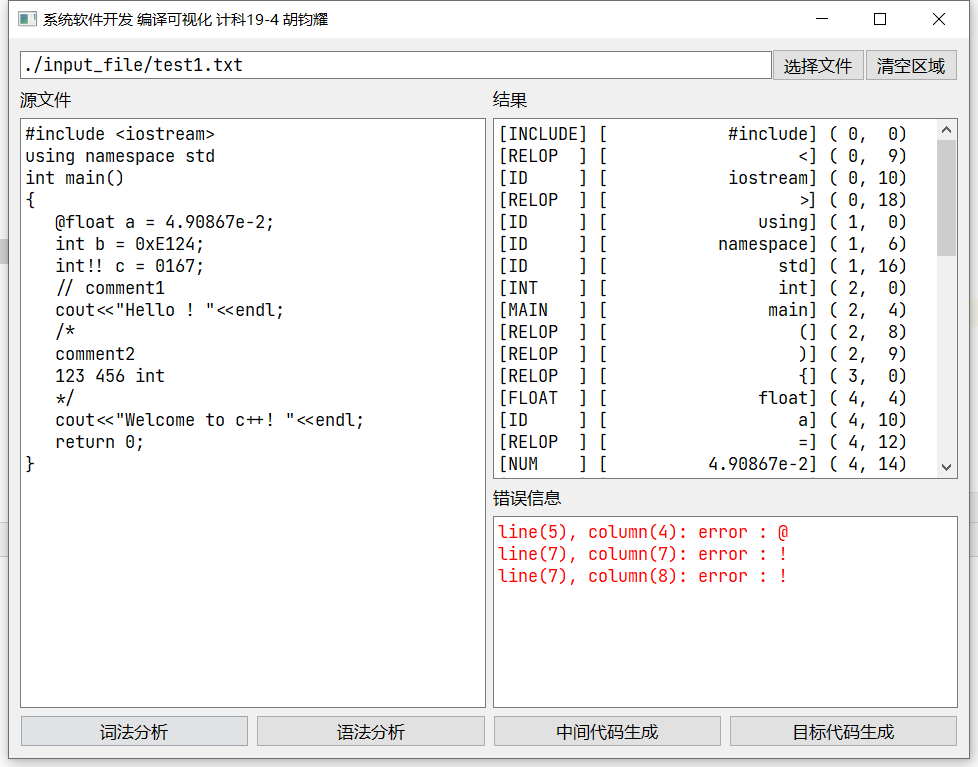 系统软件开发 编译可视化 计科19-4 胡钧耀
./input_file/test1.txt
选择文件
清空区域
源文件
#include <iostream>
using namespace std
int main()
{
   @float a = 4.90867e-2;
   int b = 0xE124;
   int!! c = 0167;
   // comment1
   cout<<"Hello ! "<<endl;
   /*
   comment2
   123 456 int
   */
   cout<<"Welcome to c++! "<<endl;
   return 0;
}
结果
[INCLUDE] [            #include] ( 0,  0)
[RELOP  ] [                   <] ( 0,  9)
[ID     ] [            iostream] ( 0, 10)
[RELOP  ] [                   >] ( 0, 18)
[ID     ] [               using] ( 1,  0)
[ID     ] [           namespace] ( 1,  6)
[ID     ] [                 std] ( 1, 16)
[INT    ] [                 int] ( 2,  0)
[MAIN   ] [                main] ( 2,  4)
[RELOP  ] [                   (] ( 2,  8)
[RELOP  ] [                   )] ( 2,  9)
[RELOP  ] [                   {] ( 3,  0)
[FLOAT  ] [               float] ( 4,  4)
[ID     ] [                   a] ( 4, 10)
[RELOP  ] [                   =] ( 4, 12)
[NUM    ] [          4.90867e-2] ( 4, 14)
错误信息
line(5), column(4): error : @
line(7), column(7): error : !
line(7), column(8): error : !
词法分析
语法分析
中间代码生成
目标代码生成